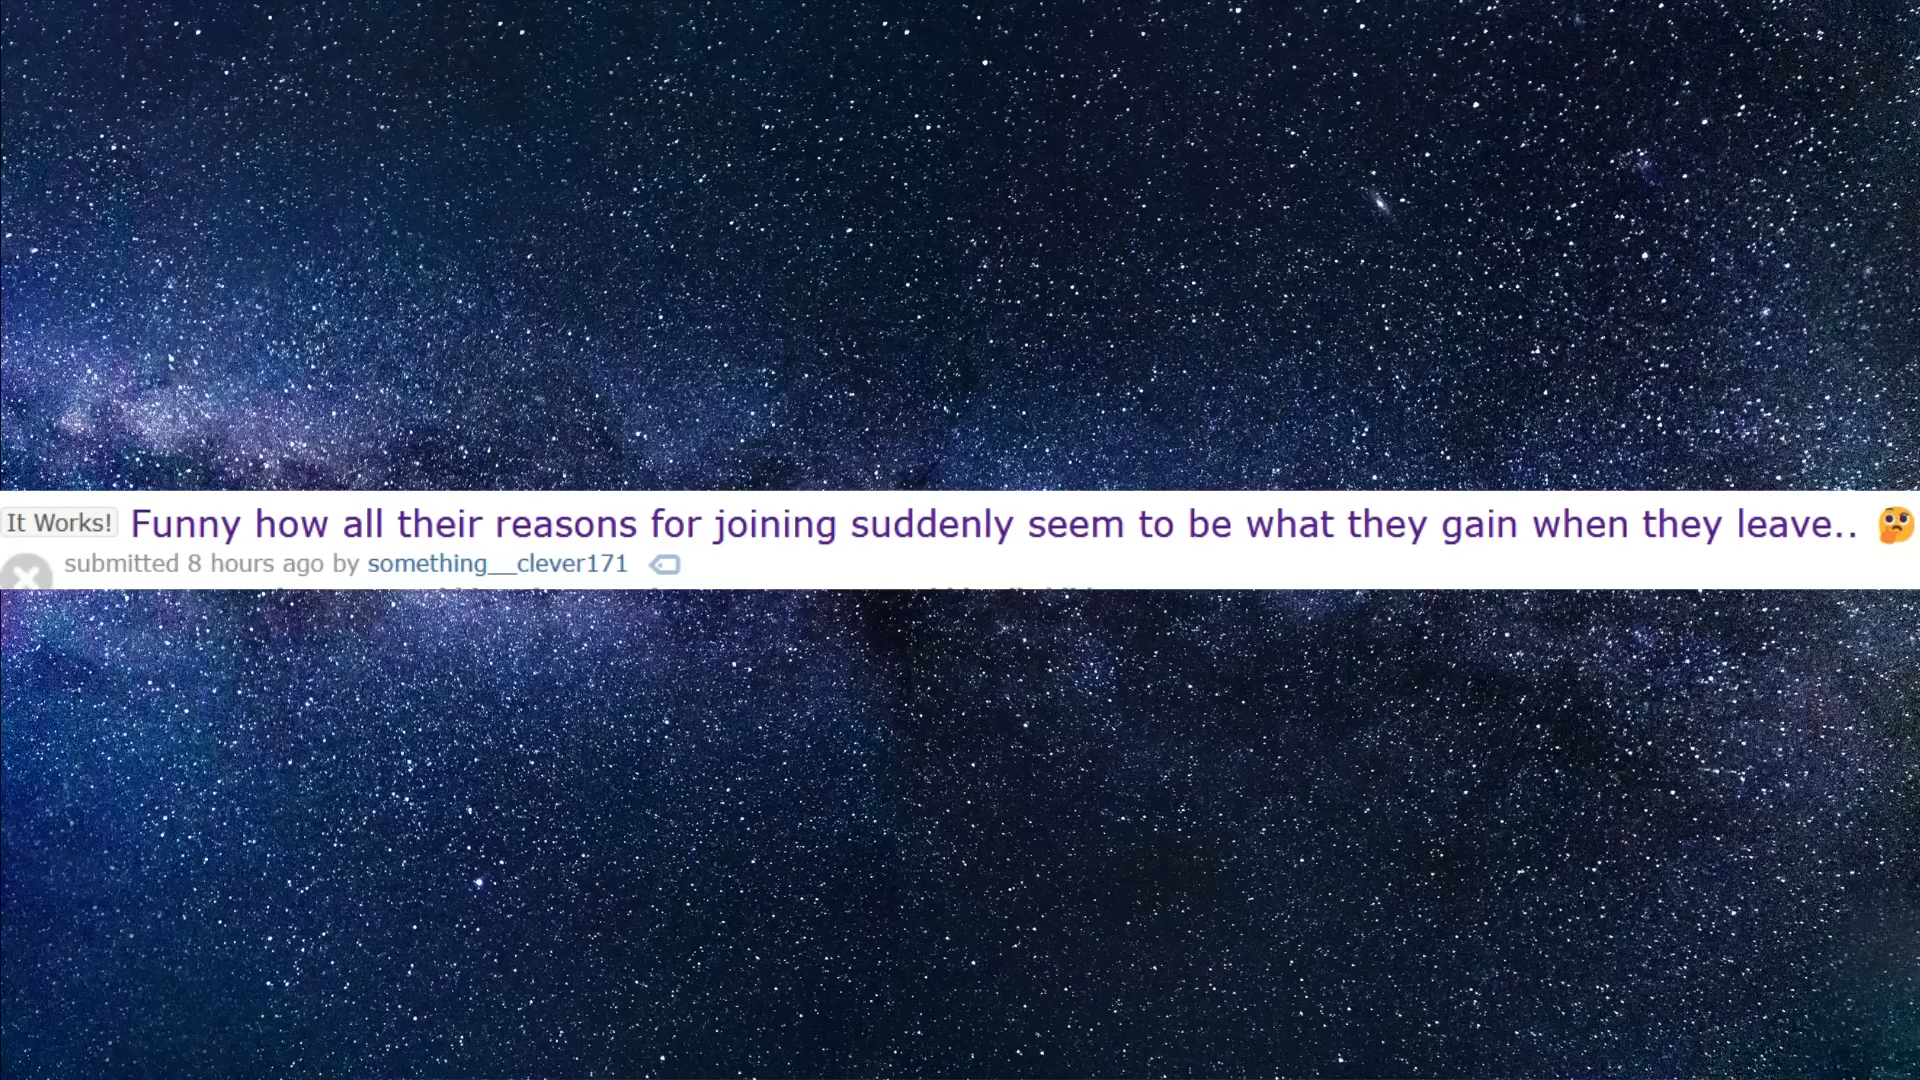 It Works! Funny how all their reasons for joining suddenly seem to be what they gain when they leave.. 🤔
submitted 8 hours ago by something__clever171